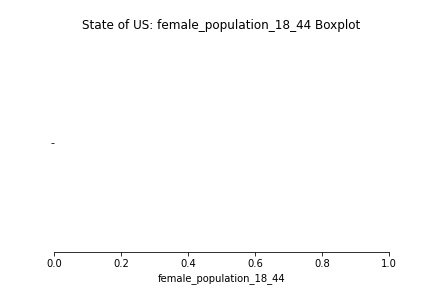 State of US: female_population_18_44 Boxplot
-
0.0 0.2 0.4 0.6 0.8 1.0
female_population_18_44